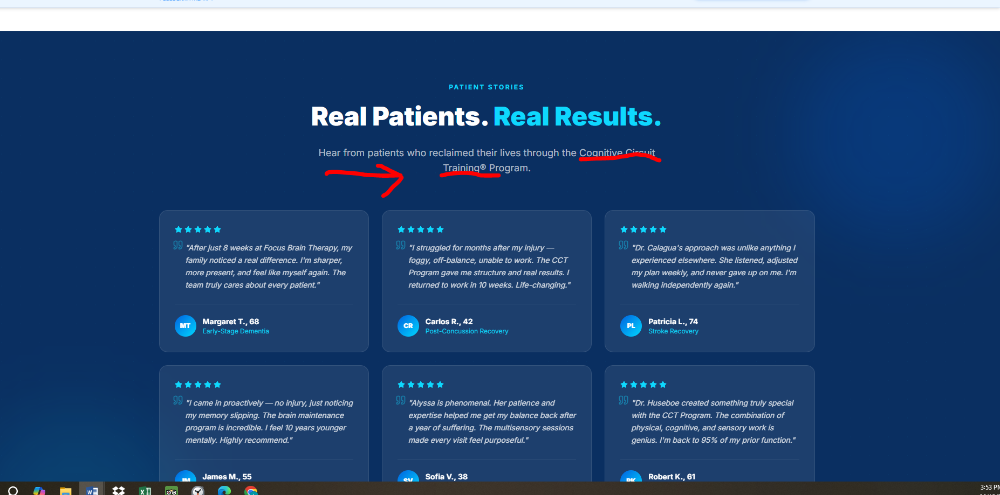 PATIENT STORIES
Real Patients. Real Results.
Hear from patients who reclaimed their lives through the Cognitive Circuit
Training® Program.
"After just 8 weeks at Focus Brain Therapy, my
family noticed a real difference. I'm sharper,
more present, and feel like myself again. The
team truly cares about every patient."
Margaret T., 68
MT
Early-Stage Dementia
"I struggled for months after my injury —
foggy, off-balance, unable to work. The CCT
Program gave me structure and real results. I
returned to work in 10 weeks. Life-changing."
Carlos R., 42
CR
Post-Concussion Recovery
"Dr. Calagua's approach was unlike anything I
experienced elsewhere. She listened, adjusted
my plan weekly, and never gave up on me. I'm
walking independently again."
Patricia L., 74
PL
Stroke Recovery
"I came in proactively — no injury, just noticing
my memory slipping. The brain maintenance
program is incredible. I feel 10 years younger
mentally. Highly recommend."
James M., 55
JM
"Alyssa is phenomenal. Her patience and
expertise helped me get my balance back after
a year of suffering. The multisensory sessions
made every visit feel purposeful."
Sofia V., 38
SV
"Dr. Huseboe created something truly special
with the CCT Program. The combination of
physical, cognitive, and sensory work is
genius. I'm back to 95% of my prior function."
Robert K., 61
RK
3:53 PM